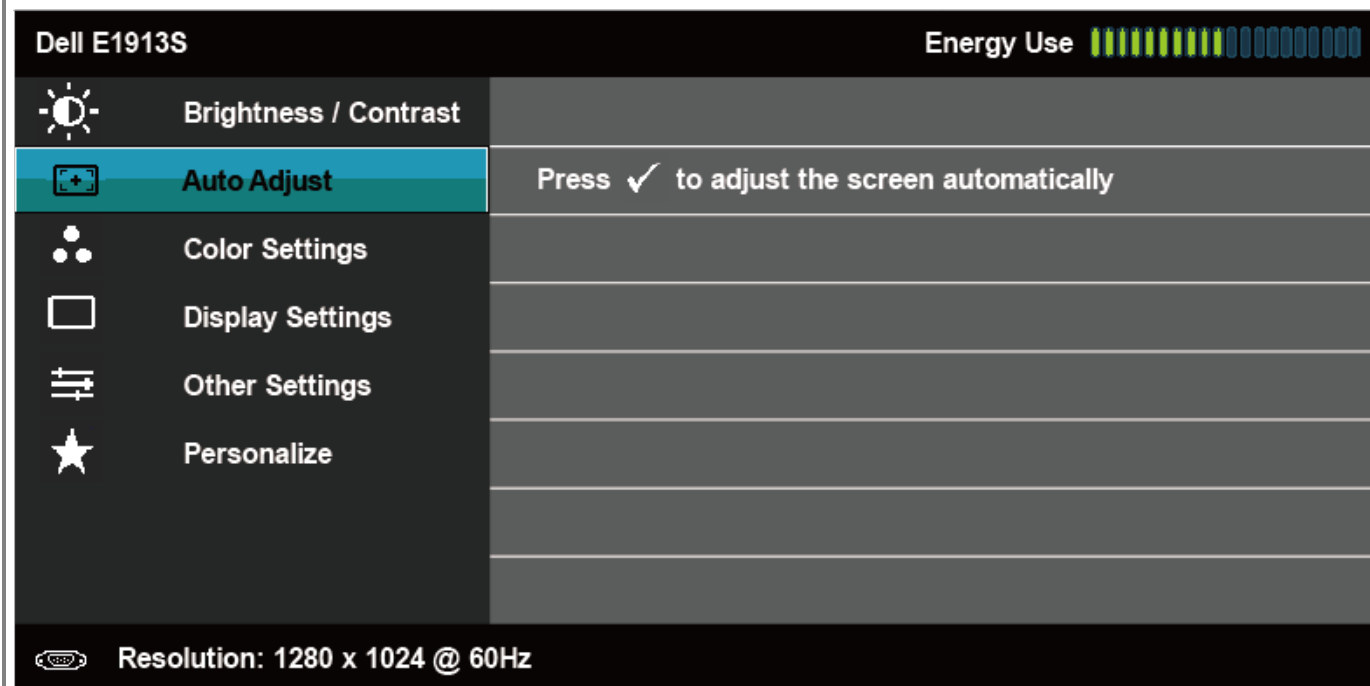 Dell E1913S Energy Use
Brightness / Contrast
Auto Adjust Press ✓ to adjust the screen automatically
Color Settings
Display Settings
Other Settings
Personalize
Resolution: 1280 x 1024 @ 60Hz